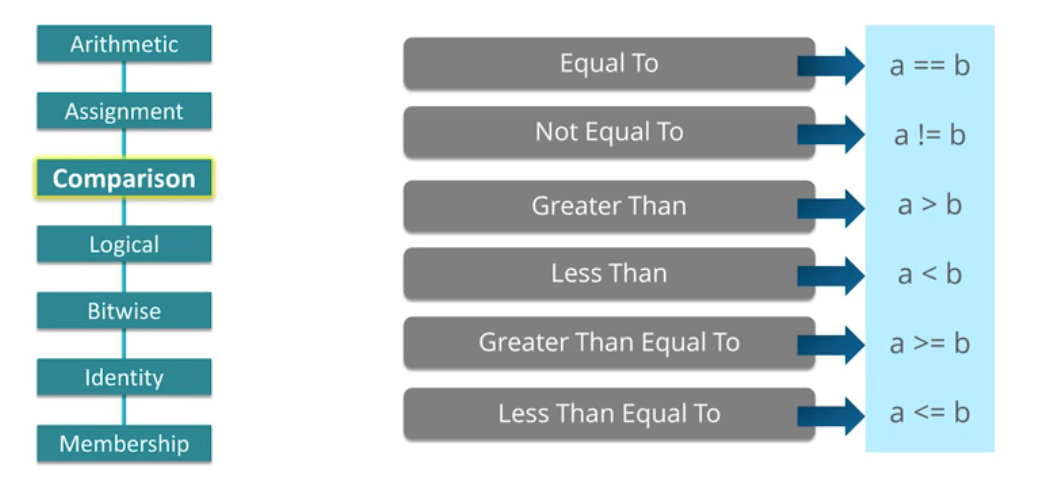 Arithmetic
Assignment
Comparison
Logical
Bitwise
Identity
Membership
Equal To
a == b
Not Equal To
a != b
Greater Than
a > b
Less Than
a < b
Greater Than Equal To
a >= b
Less Than Equal To
a <= b